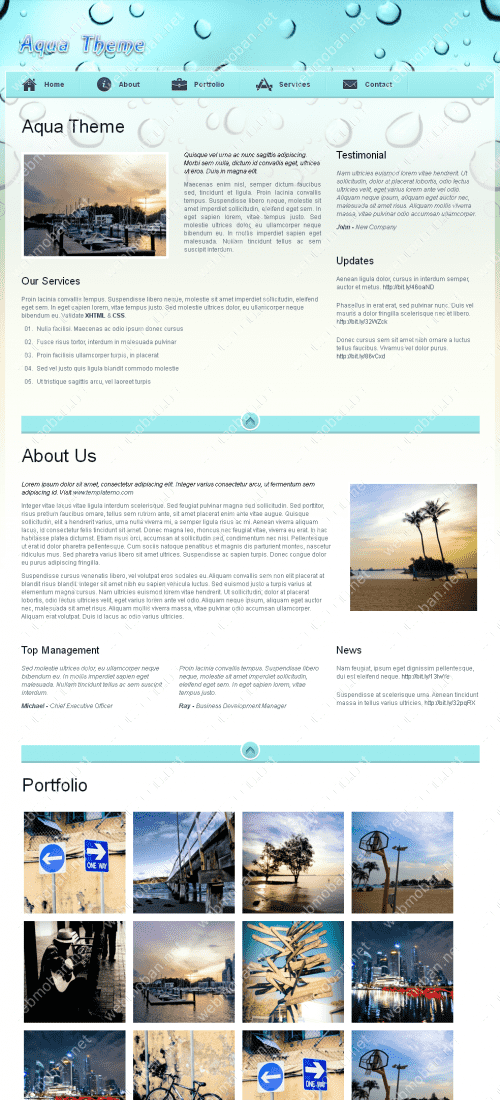 Aqua Theme
Home About Portfolio Services Contact
Aqua Theme
Quisque vel urna ac nunc sagittis adipiscing.
Morbi sem nulla, dictum id convallis eget, ultrices
ut eros. Duis in magna elit.
Maecenas enim nisl, semper dictum faucibus
sed, tincidunt et ligula. Proin lacinia convallis
tempus. Suspendisse libero neque, molestie sit
amet imperdiet sollicitudin, eleifend eget sem. In
eget sapien lorem, vitae tempus justo. Sed
molestie ultrices dolor, eu ullamcorper neque
bibendum eu. In mollis imperdiet sapien eget
malesuada. Nullam tincidunt tellus ac sem
suscipit interdum.
Testimonial
Nam ultricies euismod lorem vitae hendrerit. Ut
sollicitudin, dolor at placerat lobortis, odio lectus
ultricies velit, eget varius lorem ante vel odio.
Aliquam neque ipsum, aliquam eget auctor nec,
malesuada sit amet risus. Aliquam mollis viverra
massa, vitae pulvinar odio accumsan ullamcorper.
John - New Company
Updates
Aenean ligula dolor, cursus in interdum semper,
auctor et metus. http://bit.ly/46oaND
Phasellus in erat erat, sed pulvinar nunc. Duis vel
mauris a dolor fringilla scelerisque nec et libero.
Donec cursus sem sit amet nibh ornare a luctus
tellus faucibus. Vivamus vel dolor purus.
http://bit.ly/86vCxd
Our Services
Proin lacinia convallis tempus. Suspendisse libero neque, molestie sit amet imperdiet sollicitudin, eleifend
eget sem. In eget sapien lorem, vitae tempus justo. Sed molestie ultrices dolor, eu ullamcorper neque
bibendum eu. Validate XHTML & CSS.
01. Nulla facilisi. Maecenas ac odio ipsum donec cursus
02. Fusce risus tortor, interdum in malesuada pulvinar
03. Proin facilisis ullamcorper turpis, in placerat
04. Sed vel justo quis ligula blandit commodo molestie
05. Ut tristique sagittis arcu, vel laoreet turpis
About Us
Lorem ipsum dolor sit amet, consectetur adipiscing elit. Integer varius consectetur arcu, ut fermentum sem
adipiscing id. Visit www.templatemo.com
Integer vitae lacus vitae ligula interdum scelerisque. Sed feugiat pulvinar magna sed sollicitudin. Sed porttitor,
risus pretium faucibus ornare, tellus sem rutrum ante, sit amet placerat enim ante vitae augue. Quisque
sollicitudin, elit a hendrerit varius, urna nulla viverra mi, a semper ligula risus ac mi. Aenean viverra aliquam
lacus, id consectetur felis tincidunt sit amet. Donec magna leo, rhoncus nec tincidunt vitae, viverra eu erat. In hac
habitasse platea dictumst. Etiam risus orci, accumsan at sollicitudin sed, condimentum nec nisl. Pellentesque
ut erat id dolor pharetra pellentesque. Cum sociis natoque penatibus et magnis dis parturient montes, nascetur
ridiculus mus. Sed pharetra varius libero sit amet ultrices. Suspendisse ac sapien turpis. Donec congue dolor
eu purus adipiscing fringilla.
Suspendisse cursus venenatis libero, vel volutpat eros sodales eu. Aliquam convallis sem non elit placerat at
blandit risus blandit. Integer sit amet nibh eu sapien vehicula luctus. Sed euismod justo a turpis varius at
elementum magna cursus. Nam ultricies euismod lorem vitae hendrerit. Ut sollicitudin, dolor at placerat
lobortis, odio lectus ultricies velit, eget varius lorem ante vel odio. Aliquam neque ipsum, aliquam eget auctor
nec, malesuada sit amet risus. Aliquam mollis viverra massa, vitae pulvinar odio accumsan ullamcorper.
Aliquam erat volutpat. Duis id lacus ac odio varius ultricies.
Top Management
Sed molestie ultrices dolor, eu ullamcorper neque
bibendum eu. In mollis imperdiet sapien eget
malesuada. Nullam tincidunt tellus ac sem suscipit
interdum.
Michael - Chief Executive Officer
Proin lacinia convallis tempus. Suspendisse libero
neque, molestie sit amet imperdiet sollicitudin,
eleifend eget sem. In eget sapien lorem, vitae
tempus justo.
Ray - Business Development Manager
News
Nam feugiat, ipsum eget dignissim pellentesque,
dui est eleifend neque.
Suspendisse at scelerisque urna. Aenean tincidunt
massa in tellus varius ultricies. http://bit.ly/32pqRX
Portfolio
ONE WAY
ONE WAY
webmoban.net